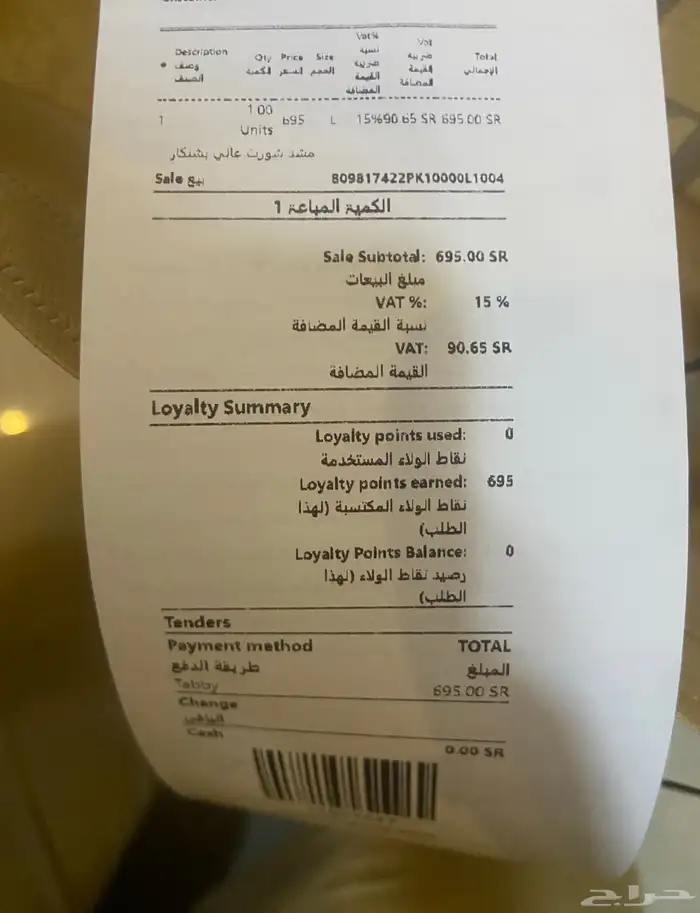 Vat% Vat
Description Qty Price Size نسبة ضريبة Total
وصف الكمية السعر الحجم ضريبة القيمة الإجمالي
الصنف القيمة المضافة
المضافة
1 1.00 695 L 15% 90.65 SR 695.00 SR
Units
مشد شورت عالي بشنكار
Sale بيع 809817422PK10000L1004
الكمية المباعة 1
Sale Subtotal: 695.00 SR
مبلغ البيعات
VAT %: 15 %
نسبة القيمة المضافة
VAT: 90.65 SR
القيمة المضافة
Loyalty Summary
Loyalty points used: 0
نقاط الولاء المستخدمة
Loyalty points earned: 695
نقاط الولاء المكتسبة (لهذا
الطلب)
Loyalty Points Balance: 0
رصيد نقاط الولاء (لهذا
الطلب)
Tenders
Payment method TOTAL
طريقة الدفع المبلغ
Tabby 695.00 SR
Change
الباقي
Cash 0.00 SR
حراج